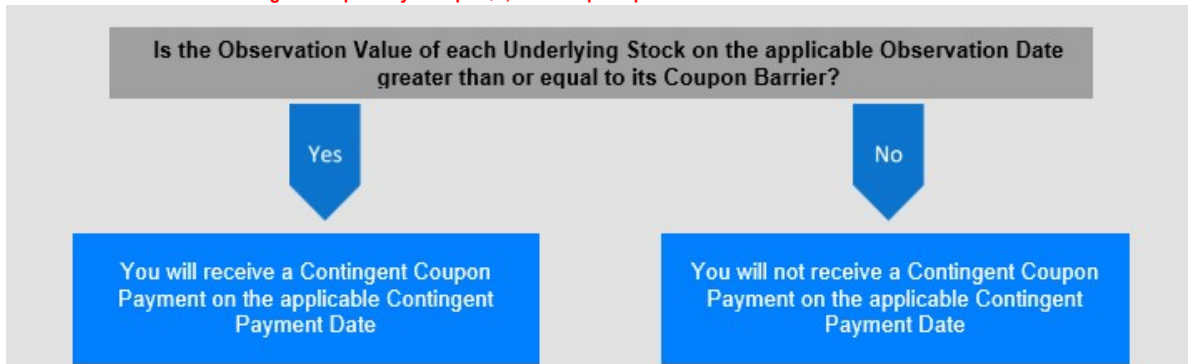 Is the Observation Value of each Underlying Stock on the applicable Observation Date
greater than or equal to its Coupon Barrier?
Yes
No
You will receive a Contingent Coupon
Payment on the applicable Contingent
Payment Date
You will not receive a Contingent Coupon
Payment on the applicable Contingent
Payment Date